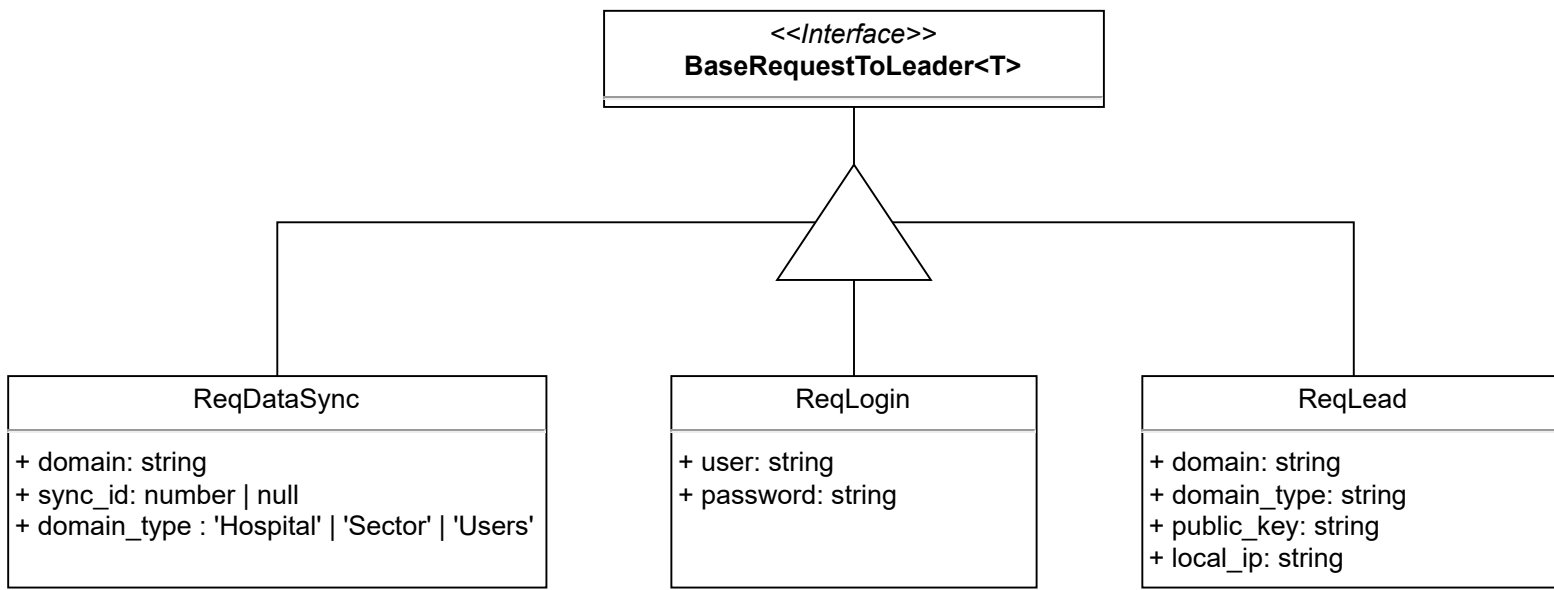 <<Interface>>
BaseRequestToLeader<T>
ReqDataSync
+ domain: string
+ sync_id: number | null
+ domain_type : 'Hospital' | 'Sector' | 'Users'
ReqLogin
+ user: string
+ password: string
ReqLead
+ domain: string
+ domain_type: string
+ public_key: string
+ local_ip: string